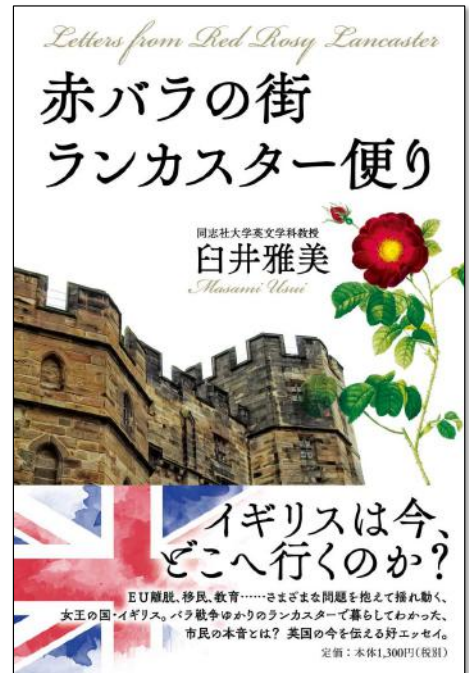 Letters from Red Rosy Lancaster
赤バラの街
ランカスター便り
同志社大学英文学科教授
臼井雅美
Masami Usui
イギリスは今、
どこへ行くのか？
EU離脱、移民、教育……さまざまな問題を抱えて揺れ動く、
女王の国・イギリス。バラ戦争ゆかりのランカスターで暮らしてわかった、
市民の本音とは？ 英国の今を伝える好エッセイ。
定価：本体1,300円（税別）